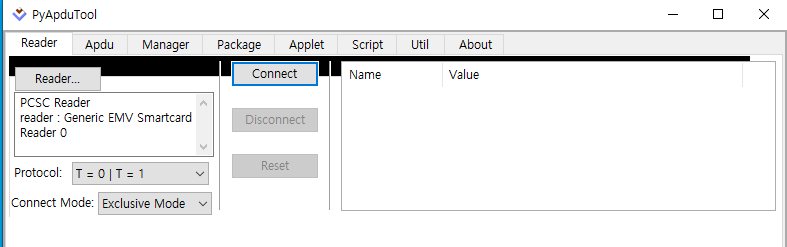 PyApduTool
Reader Apdu Manager Package Applet Script Util About
Reader...
Connect
Name Value
PCSC Reader
reader : Generic EMV Smartcard
Reader 0
Disconnect
Reset
Protocol: T = 0 | T = 1
Connect Mode: Exclusive Mode